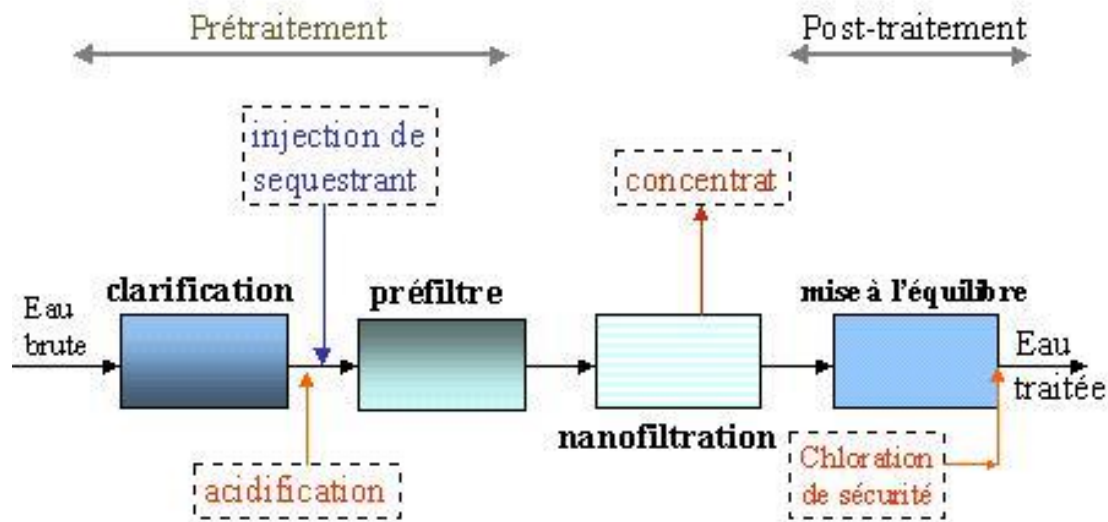 Prétraitement
Post-traitement
injection de
sequestrant
concentrat
clarification
préfiltre
mise à l'équilibre
Eau
brute
Eau
traitée
nanofiltration
acidification
Chloration
de sécurité